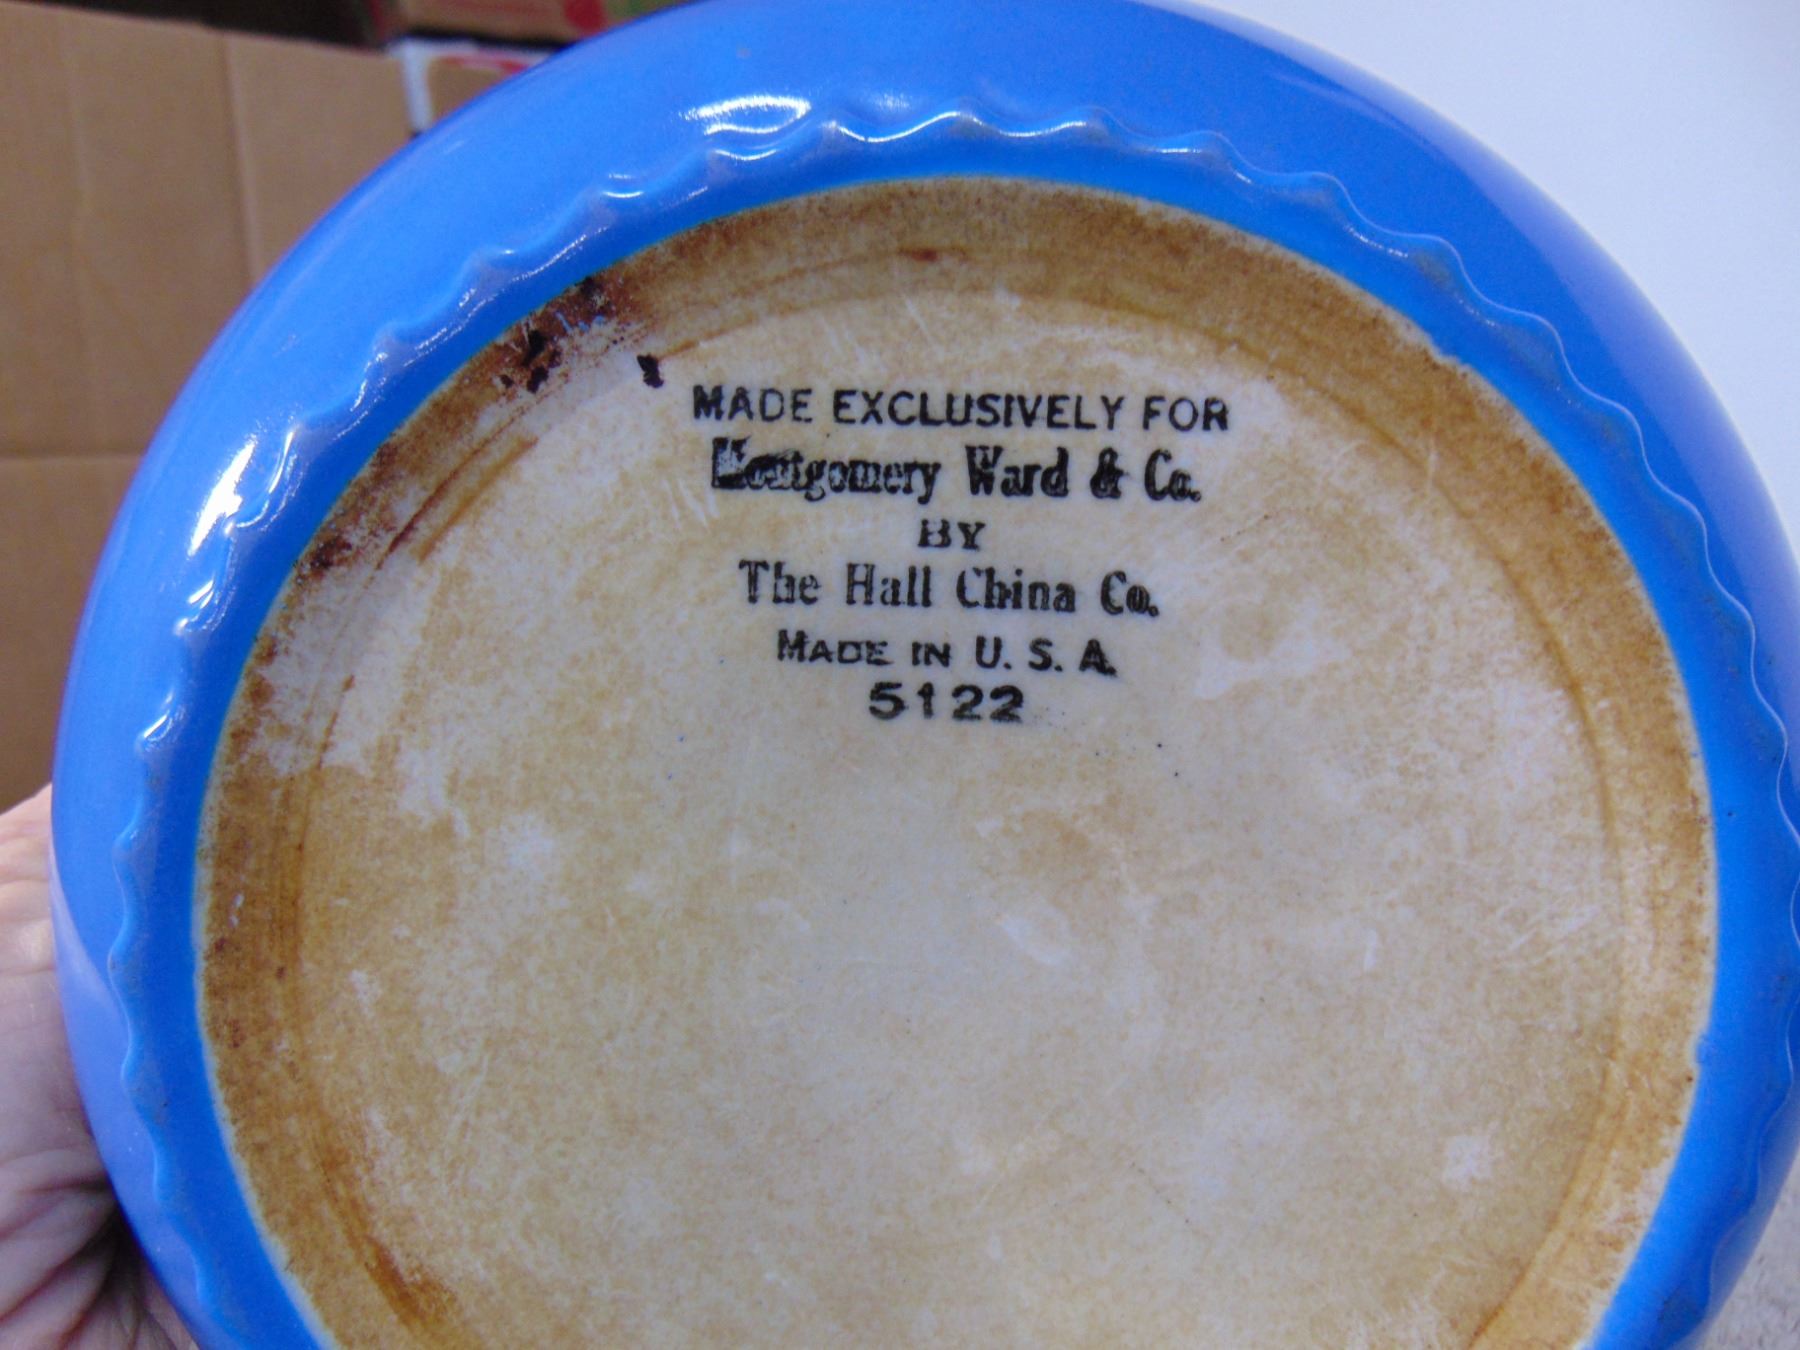 MADE EXCLUSIVELY FOR
Montgomery Ward & Co.
BY
The Hall China Co.
MADE IN U. S. A.
5122